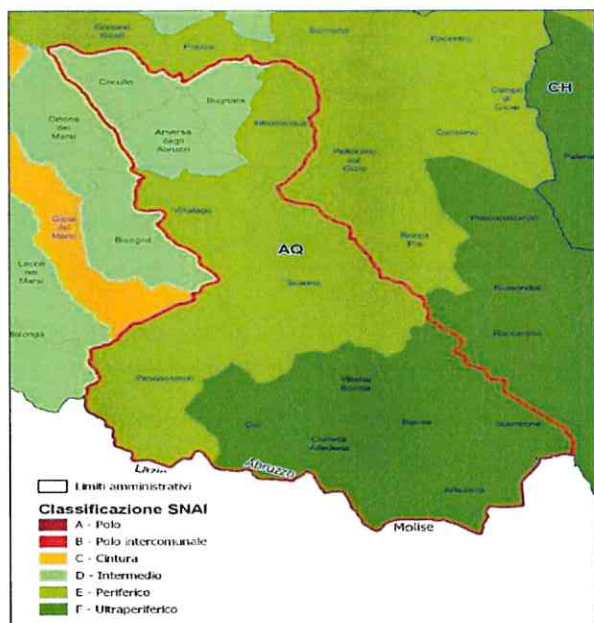 Cocullo
Bugnara
Anversa
degli
Abruzzi
Ortona
dei
Marsi
Introdacqua
Campo
di
Giove
CH
Palena
Pettorano
sul
Gizio
Villalago
Gioia
dei
Marsi
Bisegna
Rocca
Pia
Pescocostanzo
AQ
Scanno
Lecce
nei
Marsi
Rivisondoli
Roccaraso
Pescasseroli
Villetta
Barrea
Opi
Civitella
Alfedena
Barrea
Scontrone
Alfedena
Lazio
Abruzzo
Molise
Limiti amministrativi
Classificazione SNAI
A - Polo
B - Polo intercomunale
C - Cintura
D - Intermedio
E - Periferico
F - Ultraperiferico